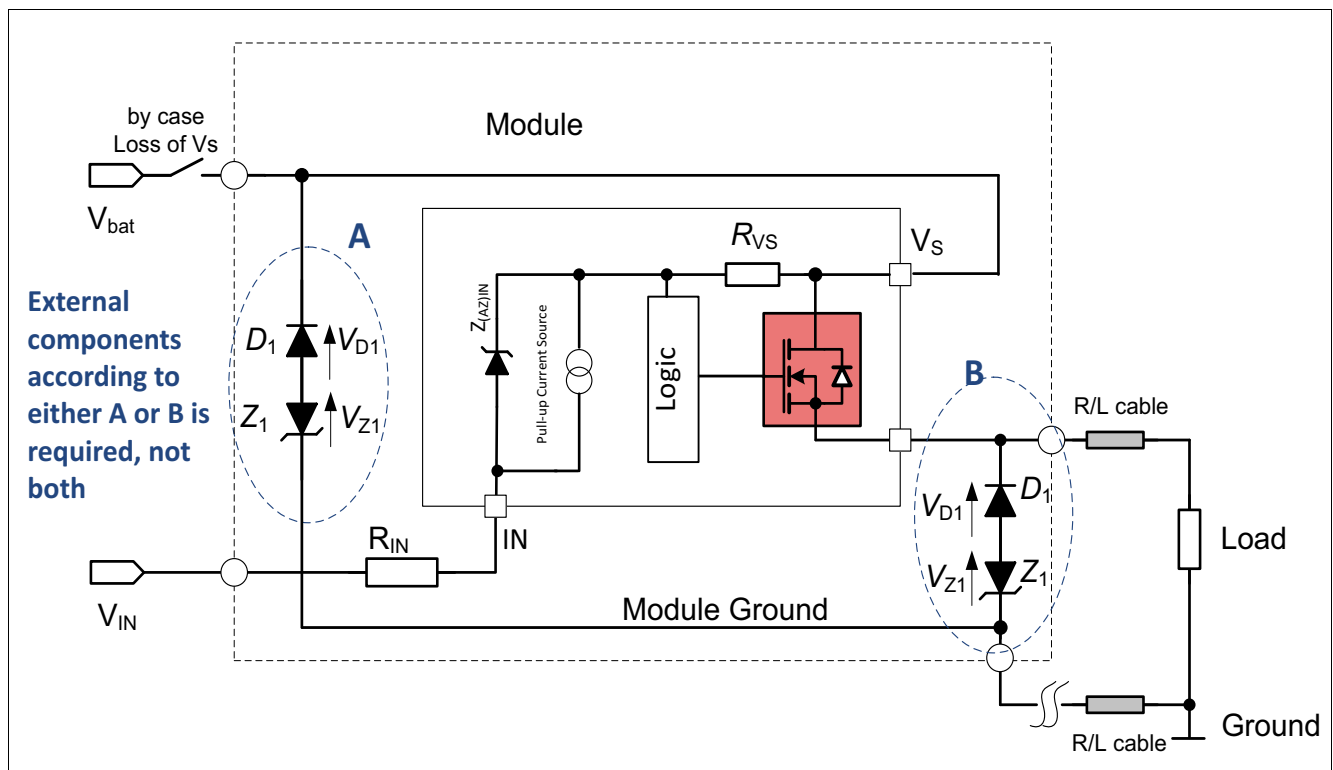 by case
Loss of Vs
Module
Vbat
A
RVS
VS
External
components
according to
either A or B is
required, not
both
D1
VD1
Z1
VZ1
Z(AZ)IN
Pull-up Current Source
Logic
B
R/L cable
VD1
D1
VZ1
Z1
Load
RIN
IN
VIN
Module Ground
R/L cable
Ground